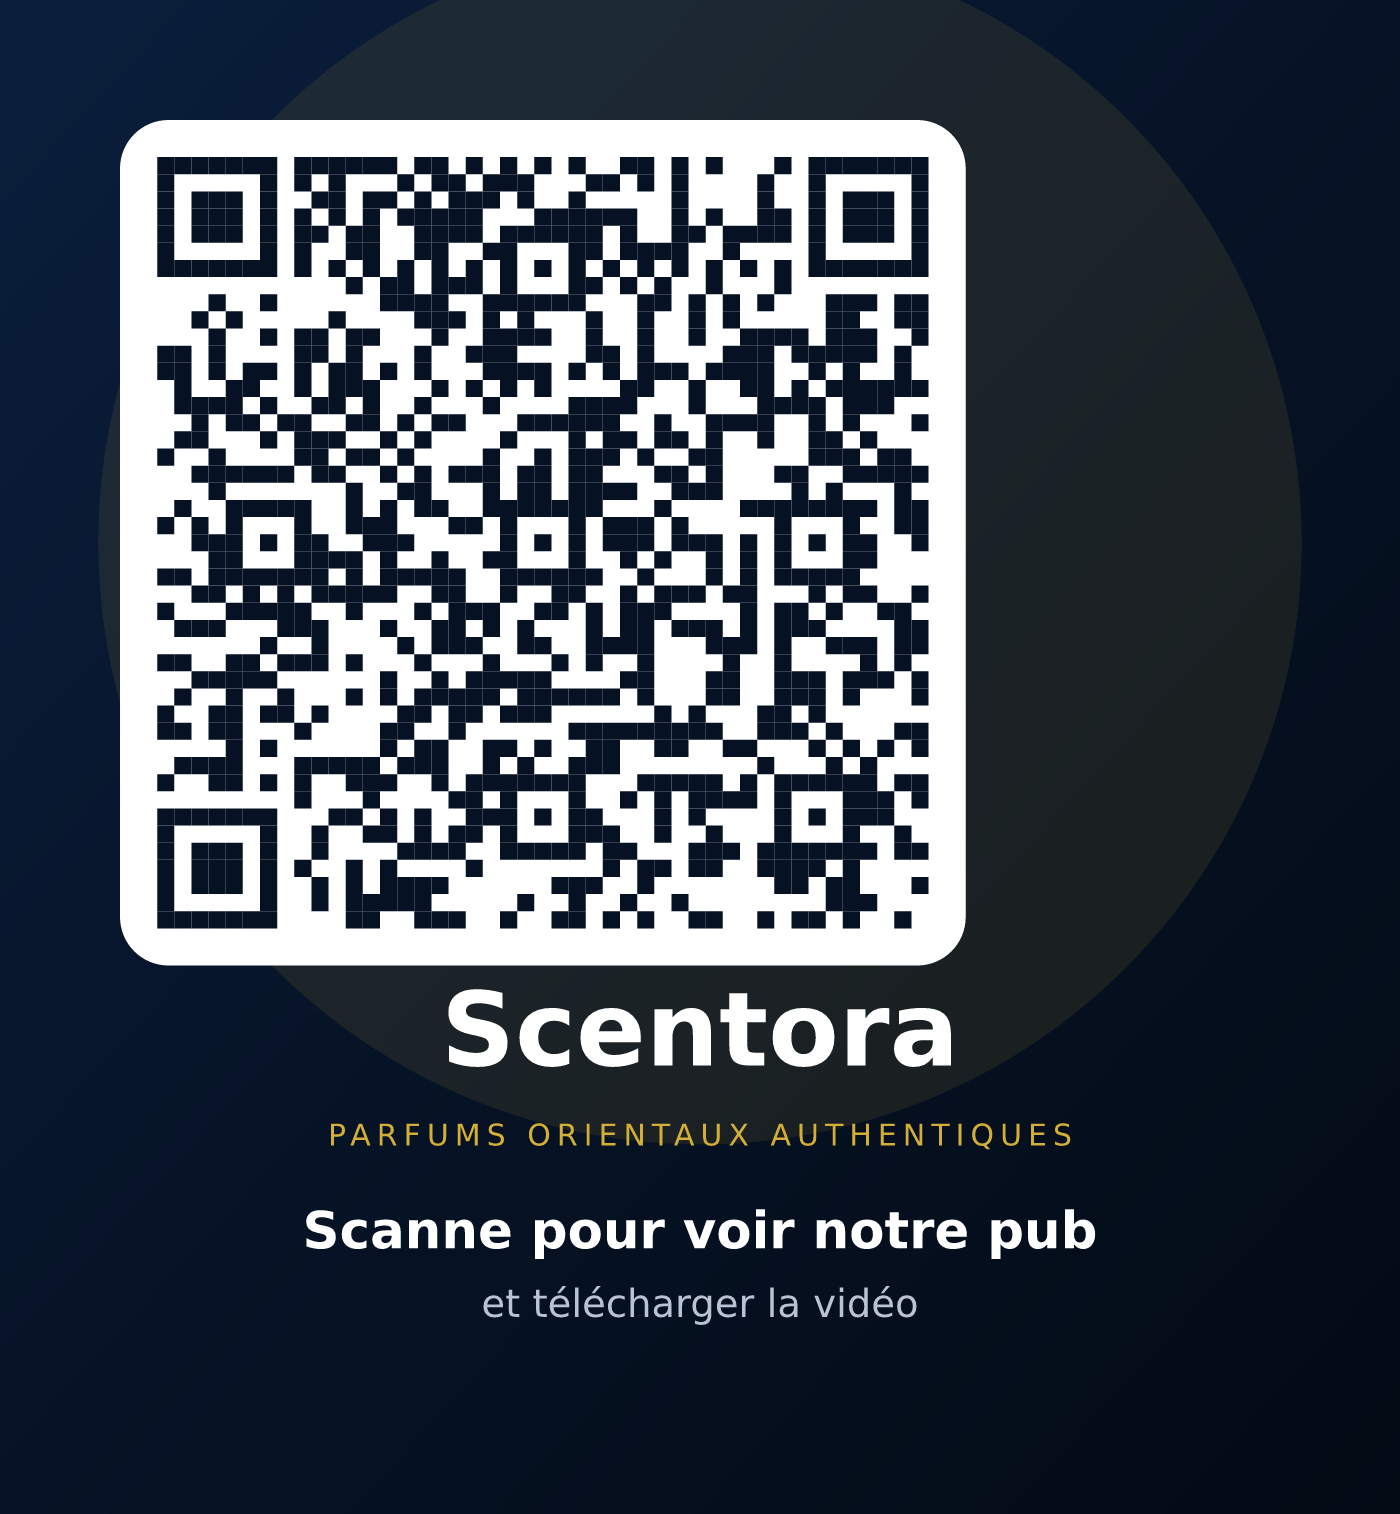 Scentora
PARFUMS ORIENTAUX AUTHENTIQUES
Scanne pour voir notre pub
et télécharger la vidéo